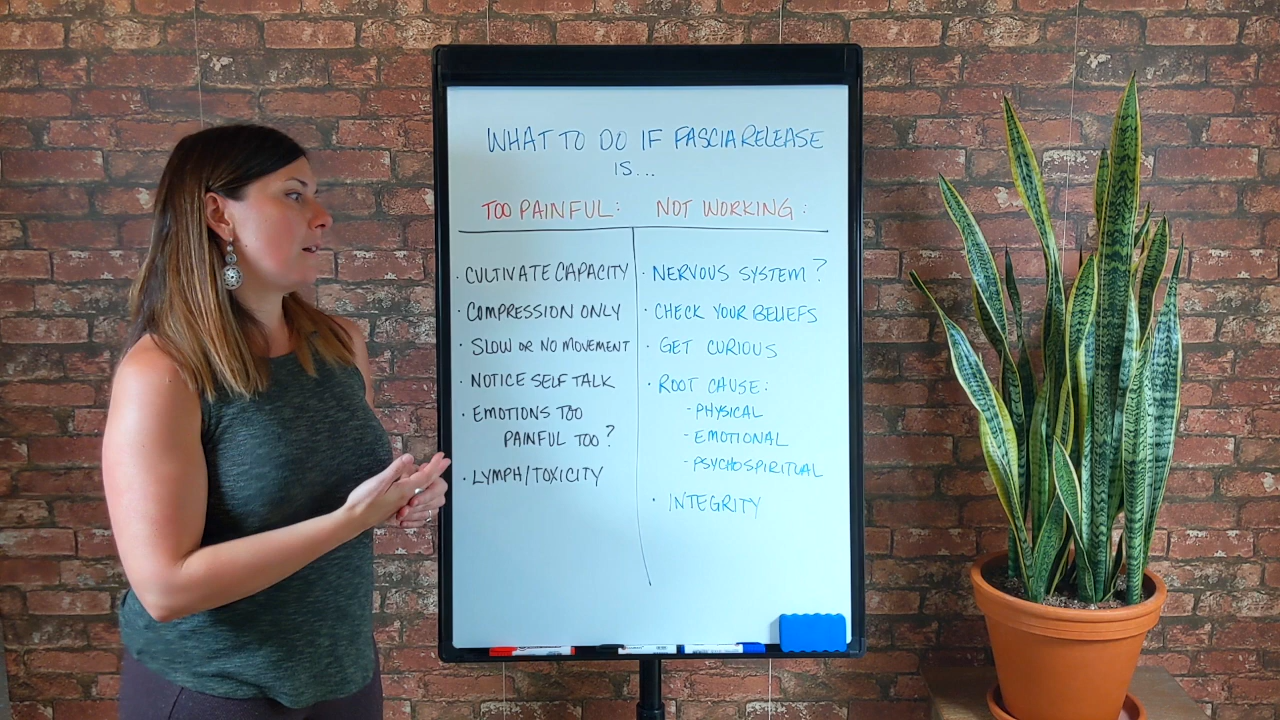 WHAT TO DO IF FASCIA RELEASE
IS...
TOO PAINFUL:
· CULTIVATE CAPACITY
· COMPRESSION ONLY
· SLOW OR NO MOVEMENT
· NOTICE SELF TALK
· EMOTIONS TOO
PAINFUL TOO?
· LYMPH/TOXICITY
NOT WORKING:
· NERVOUS SYSTEM?
· CHECK YOUR BELIEFS
· GET CURIOUS
· ROOT CAUSE:
- PHYSICAL
- EMOTIONAL
- PSYCHOSPIRITUAL
· INTEGRITY